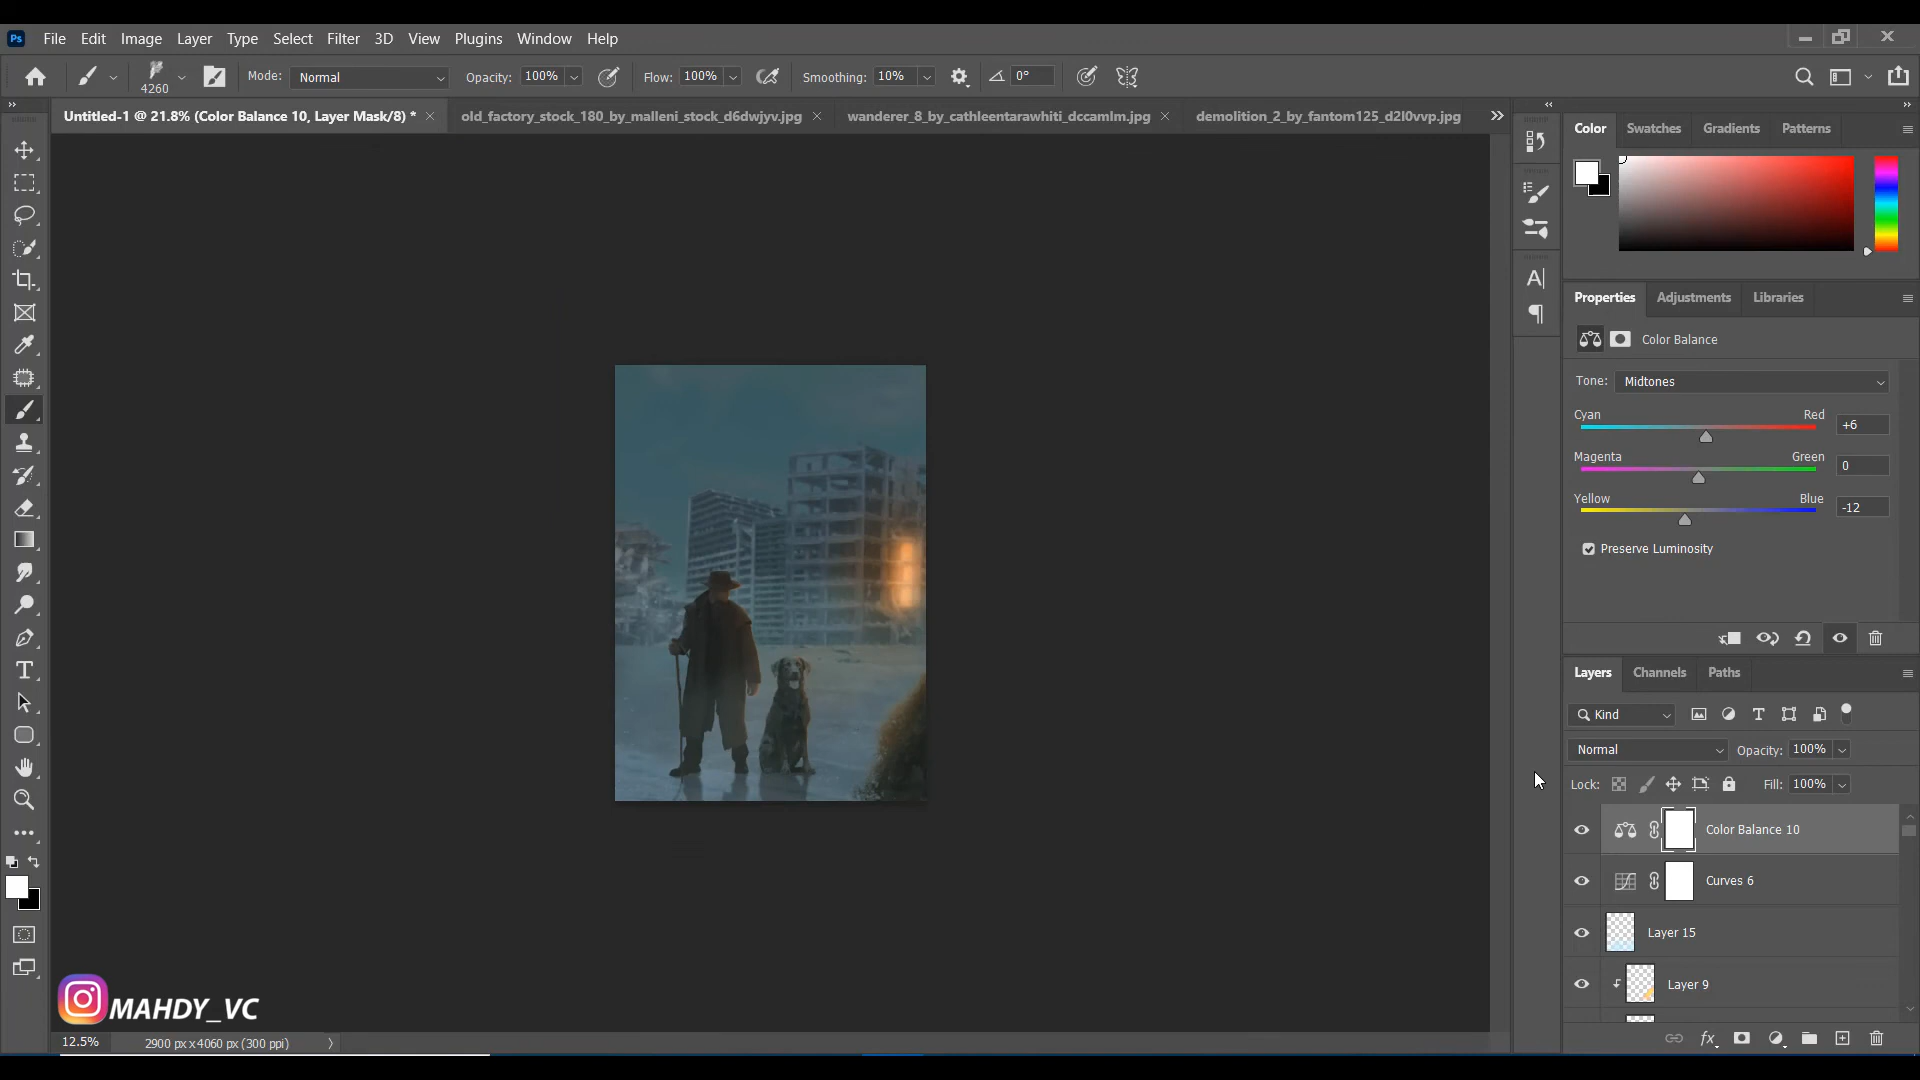 Ps File Edit Image Layer Type Select Filter 3D View Plugins Window Help
4260 Mode: Normal Opacity: 100% Flow: 100% Smoothing: 10% 0°
Untitled-1 @ 21.8% (Color Balance 10, Layer Mask/8) * old_factory_stock_180_by_malleni_stock_d6dwjyv.jpg wanderer_8_by_cathleentarawhiti_dccamlm.jpg demolition_2_by_fantom125_d2l0vvp.jpg
Color Swatches Gradients Patterns
Properties Adjustments Libraries
Color Balance
Tone: Midtones
Cyan Red +6
Magenta Green 0
Yellow Blue -12
Preserve Luminosity
Layers Channels Paths
Kind
Normal Opacity: 100%
Lock: Fill: 100%
Color Balance 10
Curves 6
Layer 15
Layer 9
MAHDY_VC
12.5% 2900 px x 4060 px (300 ppi)